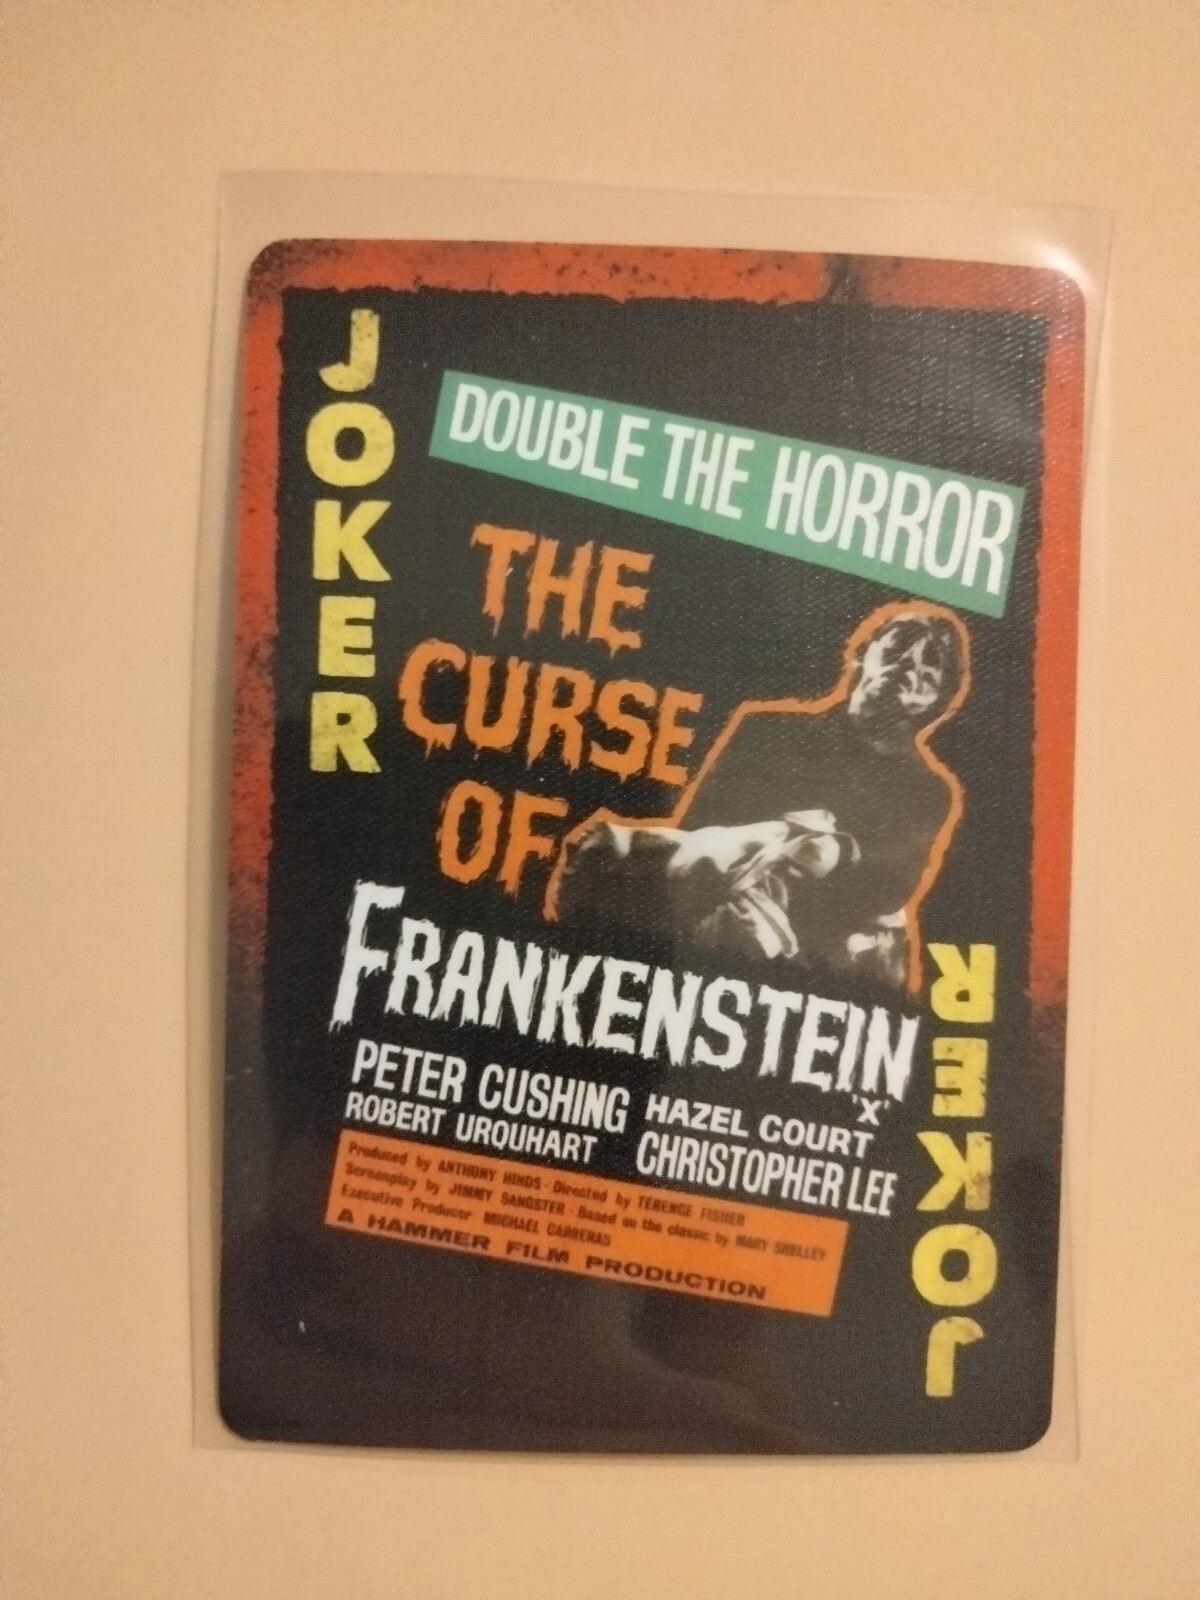 JOKER
DOUBLE THE HORROR
THE
CURSE
OF
FRANKENSTEIN
'X'
PETER CUSHING HAZEL COURT
ROBERT URQUHART CHRISTOPHER LEE
Produced by ANTHONY HINDS · Directed by TERENCE FISHER
Screenplay by JIMMY SANGSTER · Based on the classic by MARY SHELLEY
Executive Producer MICHAEL CARRERAS
A HAMMER FILM PRODUCTION
JOKER